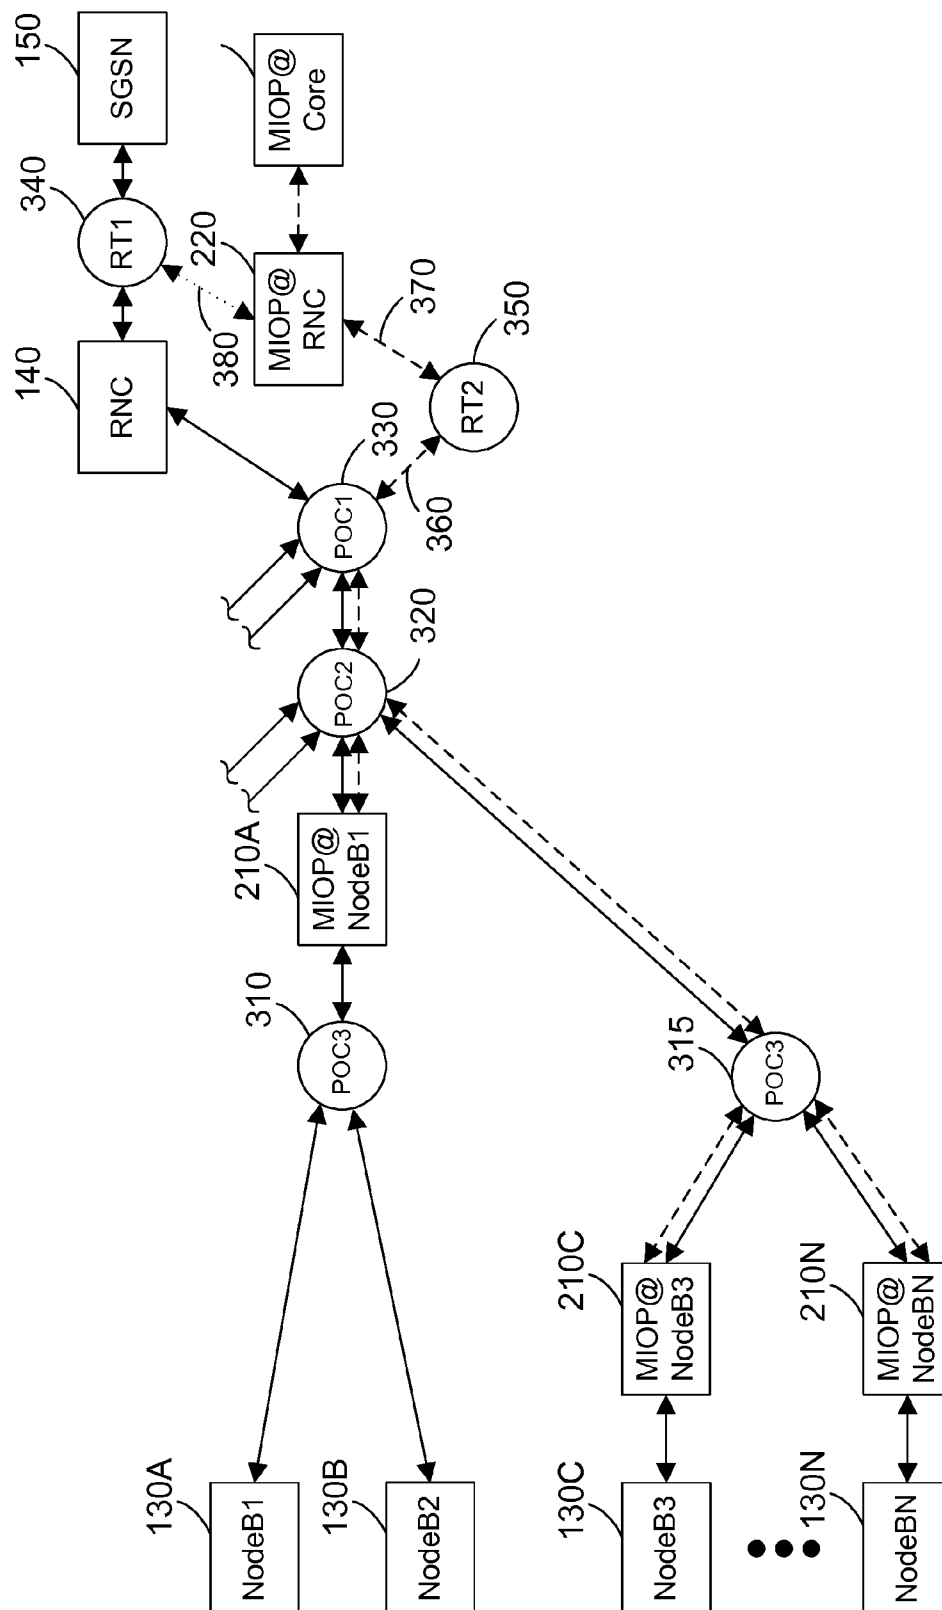 130A
NodeB1
130B
NodeB2
130C
NodeB3
130N
NodeBN
210C
MIOP@
NodeB3
210N
MIOP@
NodeBN
310
POC3
315
POC3
210A
MIOP@
NodeB1
POC2
320
POC1
330
360
RT2
350
370
140
RNC
380
MIOP@
RNC
220
RT1
340
SGSN
150
MIOP@
Core